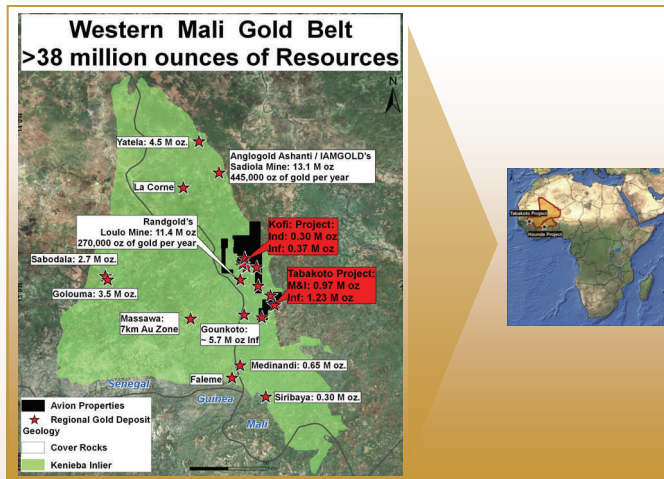 Western Mali Gold Belt
>38 million ounces of Resources
N
Yatela: 4.5 M oz.
Anglogold Ashanti / IAMGOLD's
Sadiola Mine: 13.1 M oz
445,000 oz of gold per year
La Corne
Randgold's
Loulo Mine: 11.4 M oz
270,000 oz of gold per year
Kofi: Project:
Ind: 0.30 M oz
Inf: 0.37 M oz
Sabodala: 2.7 M oz.
Tabakoto Project:
M&I: 0.97 M oz
Inf: 1.23 M oz
Golouma: 3.5 M oz.
Massawa:
7km Au Zone
Gounkoto:
~ 5.7 M oz Inf
Medinandi: 0.65 M oz.
Faleme
Senegal
Guinea
Siribaya: 0.30 M oz.
Mali
Avion Properties
Regional Gold Deposit
Geology
Cover Rocks
Kenieba Inlier
Tabakoto Project
Hounde Project